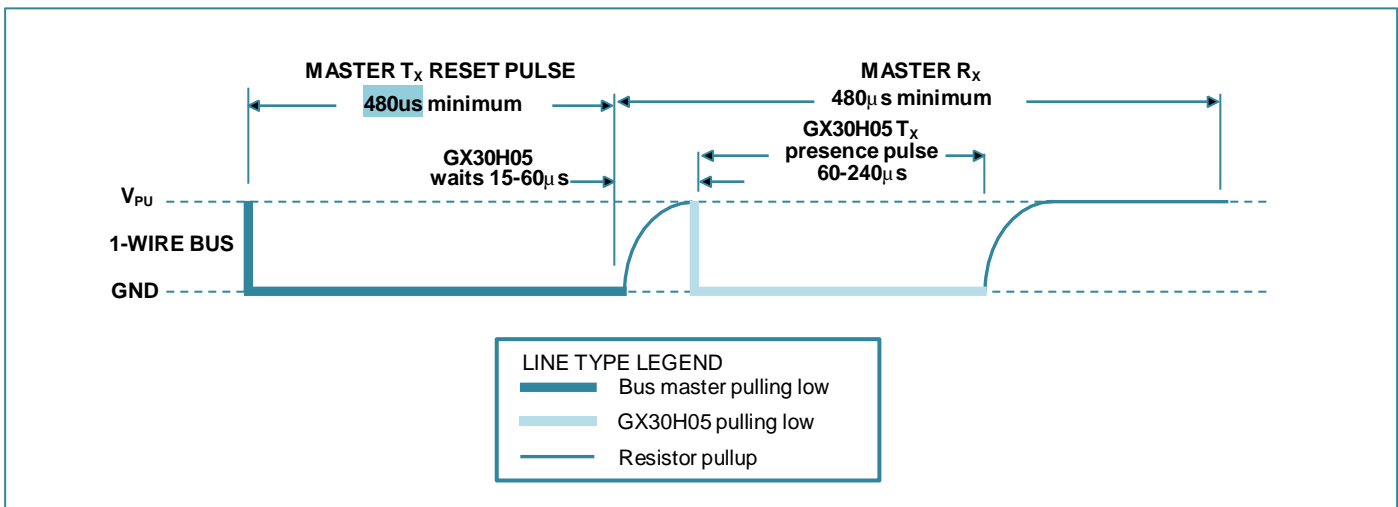 MASTER TX RESET PULSE
480us minimum
MASTER RX
480μs minimum
GX30H05 TX
presence pulse
60-240μs
GX30H05
waits 15-60μs
VPU
1-WIRE BUS
GND
LINE TYPE LEGEND
Bus master pulling low
GX30H05 pulling low
Resistor pullup